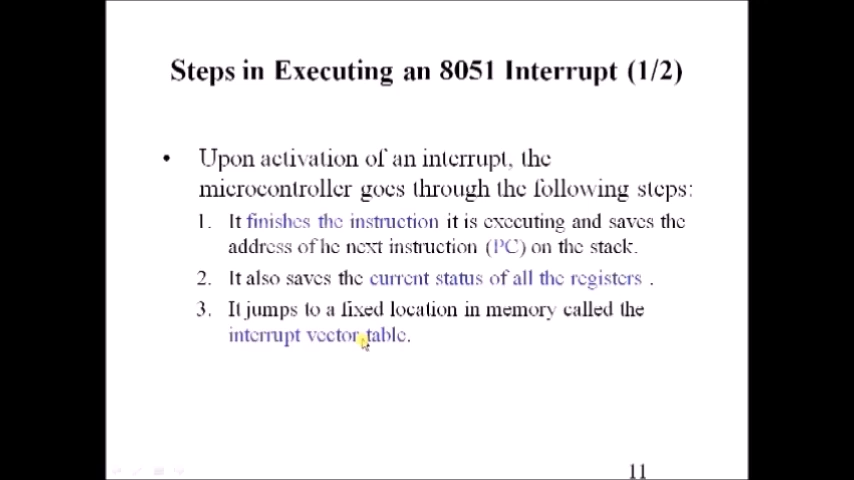 Steps in Executing an 8051 Interrupt (1/2)
• Upon activation of an interrupt, the
microcontroller goes through the following steps:
1. It finishes the instruction it is executing and saves the
address of he next instruction (PC) on the stack.
2. It also saves the current status of all the registers .
3. It jumps to a fixed location in memory called the
interrupt vector table.
11